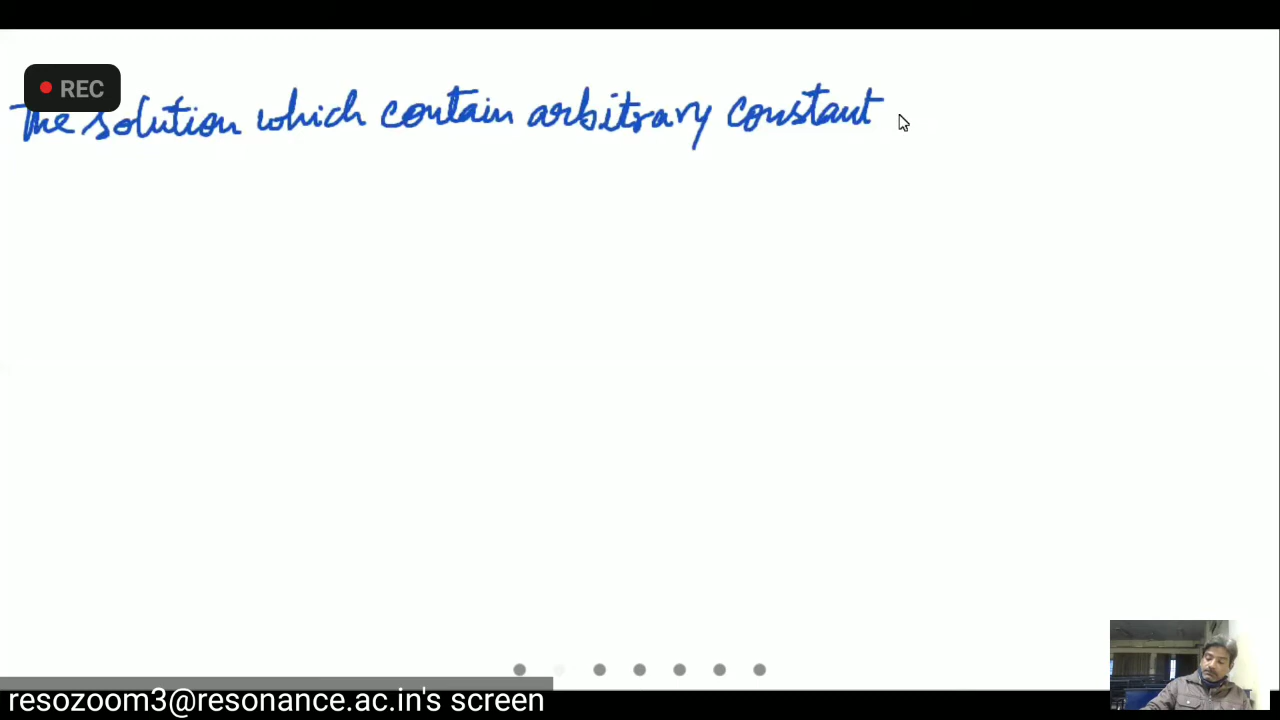 REC
The solution which contain arbitrary constant
resozoom3@resonance.ac.in's screen